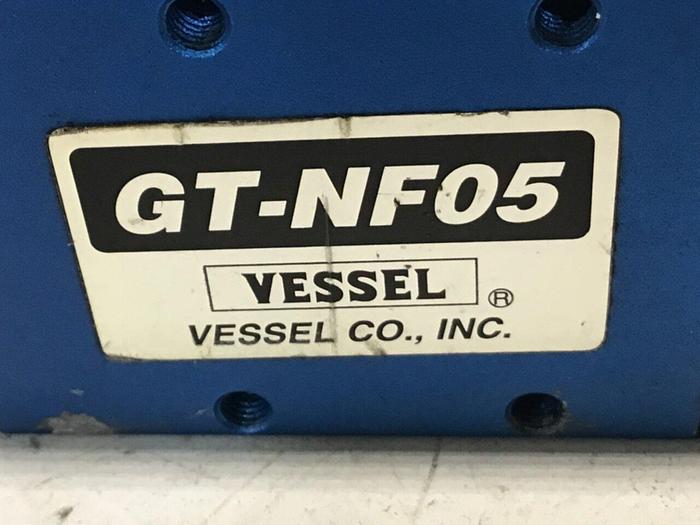 GT-NF05
VESSEL ®
VESSEL CO., INC.